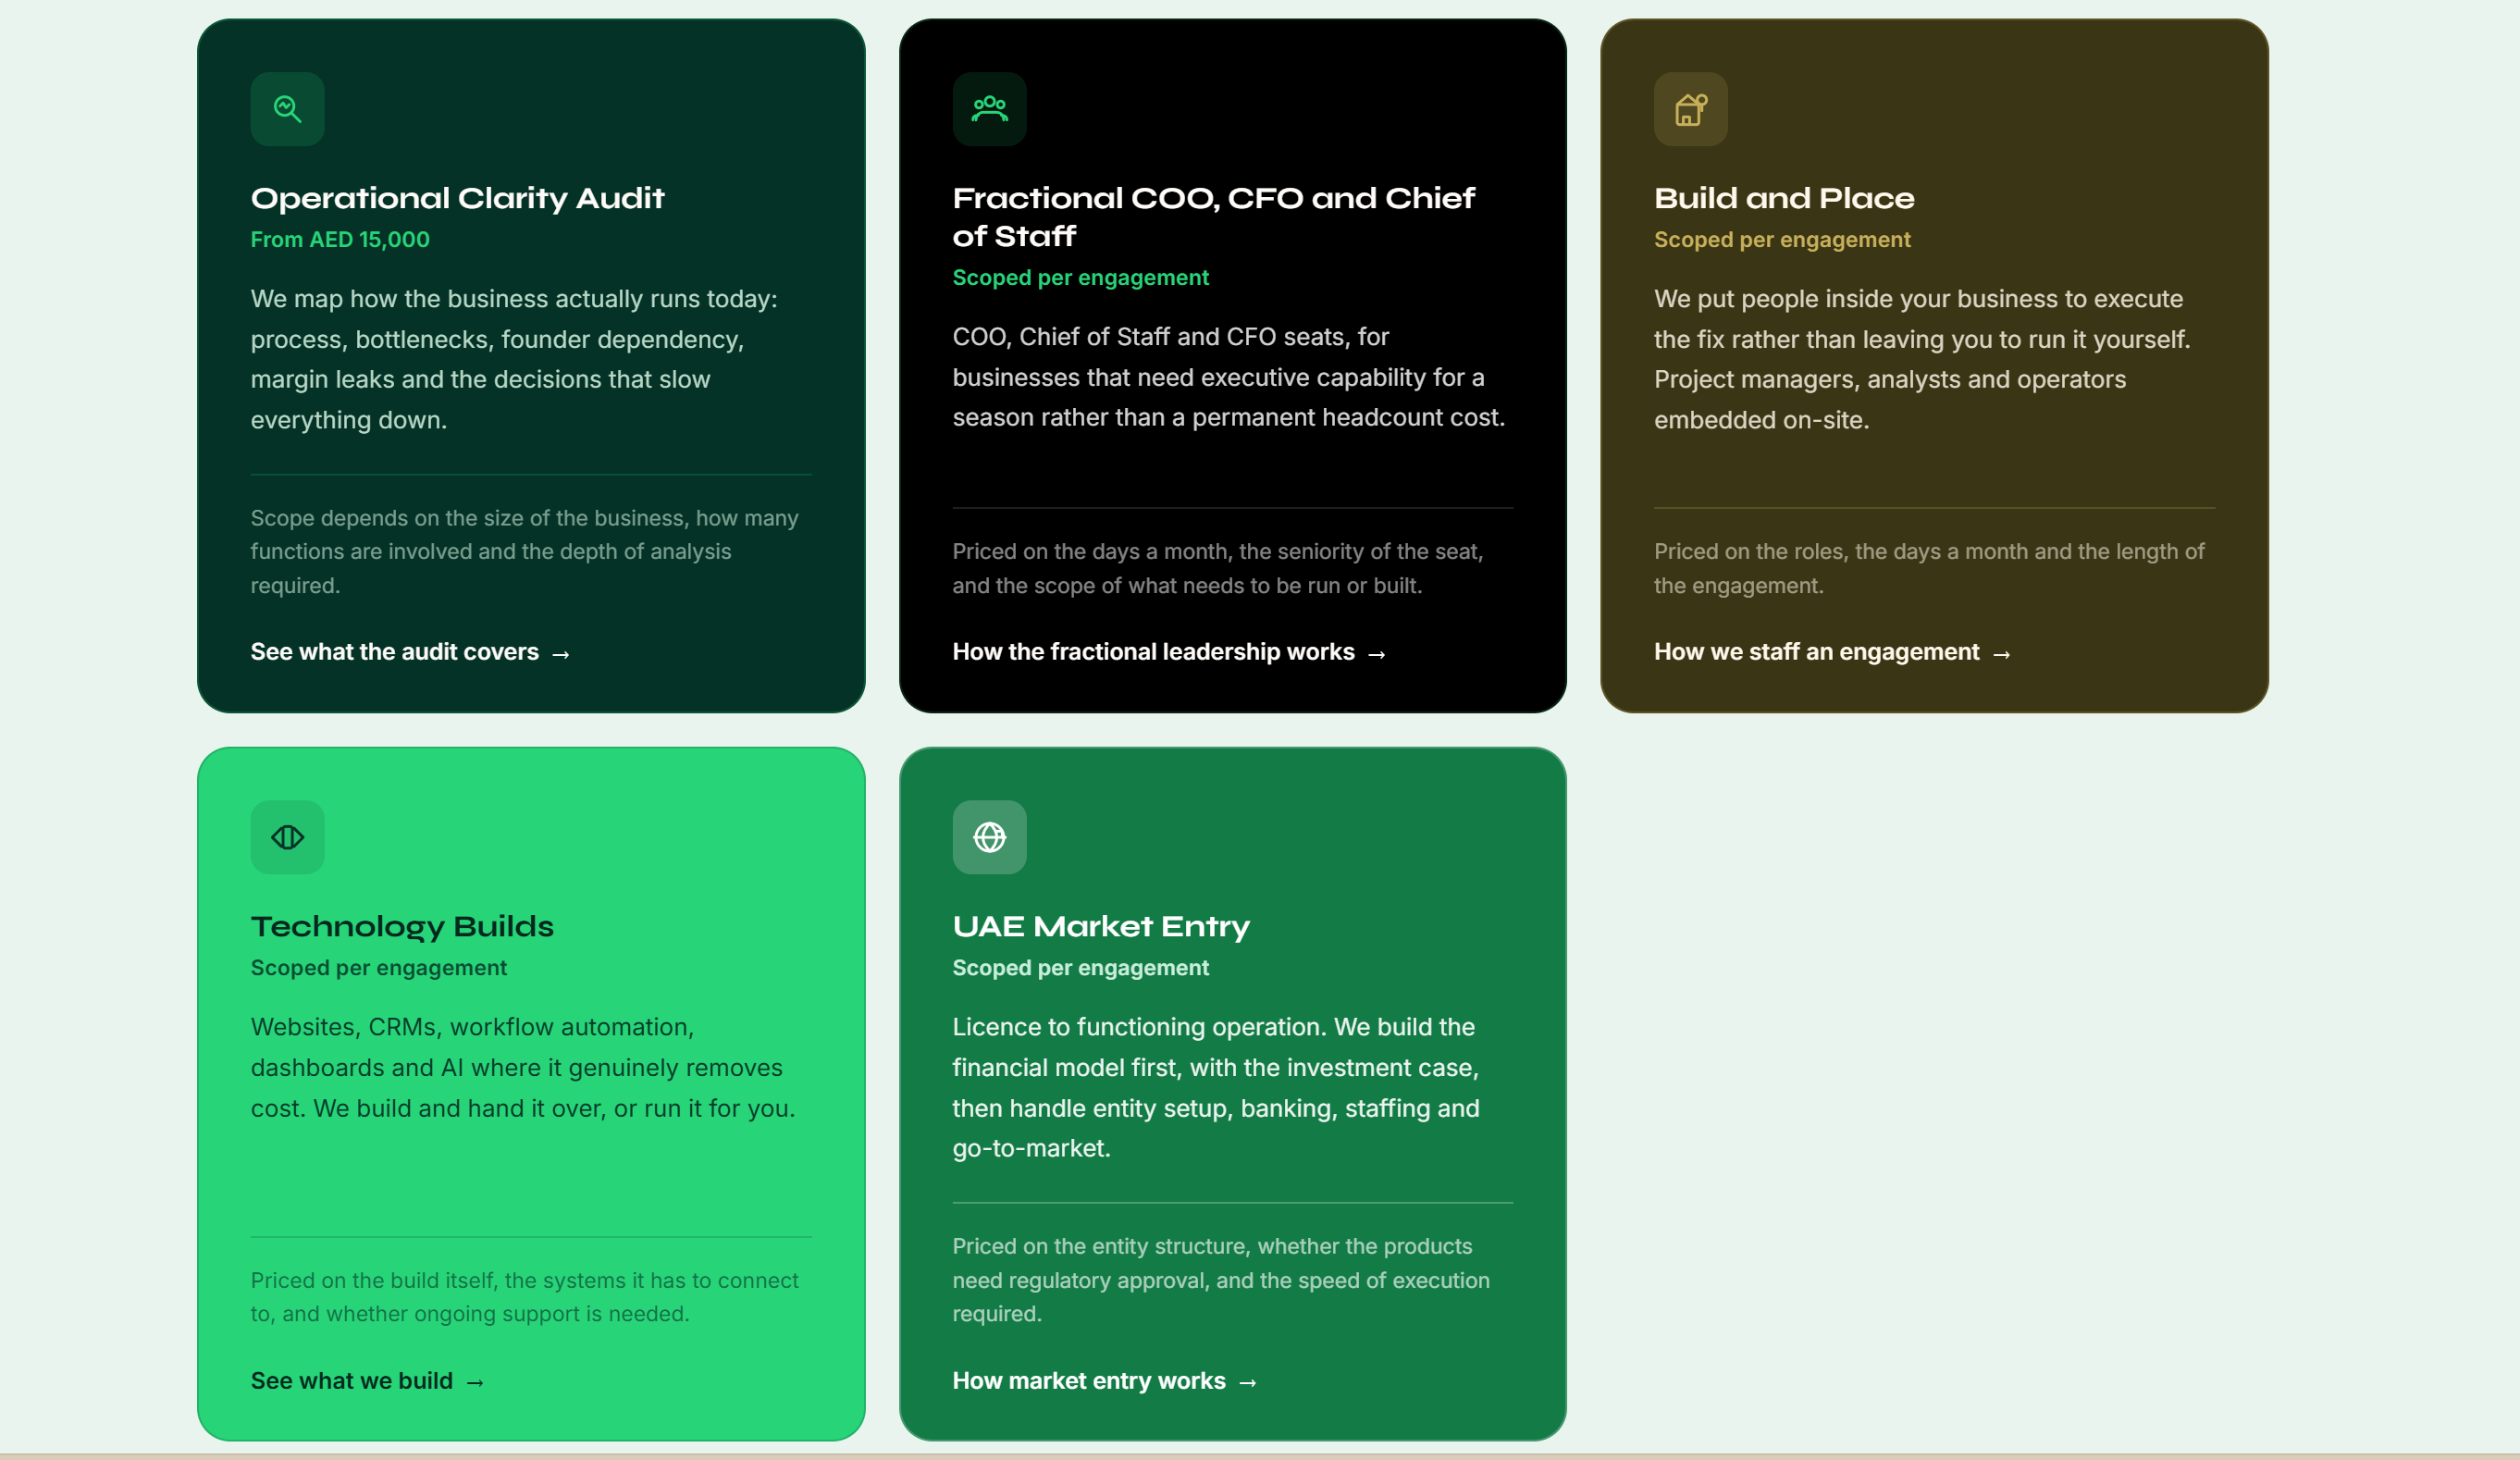 Operational Clarity Audit
From AED 15,000
We map how the business actually runs today:
process, bottlenecks, founder dependency,
margin leaks and the decisions that slow
everything down.
Scope depends on the size of the business, how many
functions are involved and the depth of analysis
required.
See what the audit covers →
Fractional COO, CFO and Chief
of Staff
Scoped per engagement
COO, Chief of Staff and CFO seats, for
businesses that need executive capability for a
season rather than a permanent headcount cost.
Priced on the days a month, the seniority of the seat,
and the scope of what needs to be run or built.
How the fractional leadership works →
Build and Place
Scoped per engagement
We put people inside your business to execute
the fix rather than leaving you to run it yourself.
Project managers, analysts and operators
embedded on-site.
Priced on the roles, the days a month and the length of
the engagement.
How we staff an engagement →
Technology Builds
Scoped per engagement
Websites, CRMs, workflow automation,
dashboards and AI where it genuinely removes
cost. We build and hand it over, or run it for you.
Priced on the build itself, the systems it has to connect
to, and whether ongoing support is needed.
See what we build →
UAE Market Entry
Scoped per engagement
Licence to functioning operation. We build the
financial model first, with the investment case,
then handle entity setup, banking, staffing and
go-to-market.
Priced on the entity structure, whether the products
need regulatory approval, and the speed of execution
required.
How market entry works →